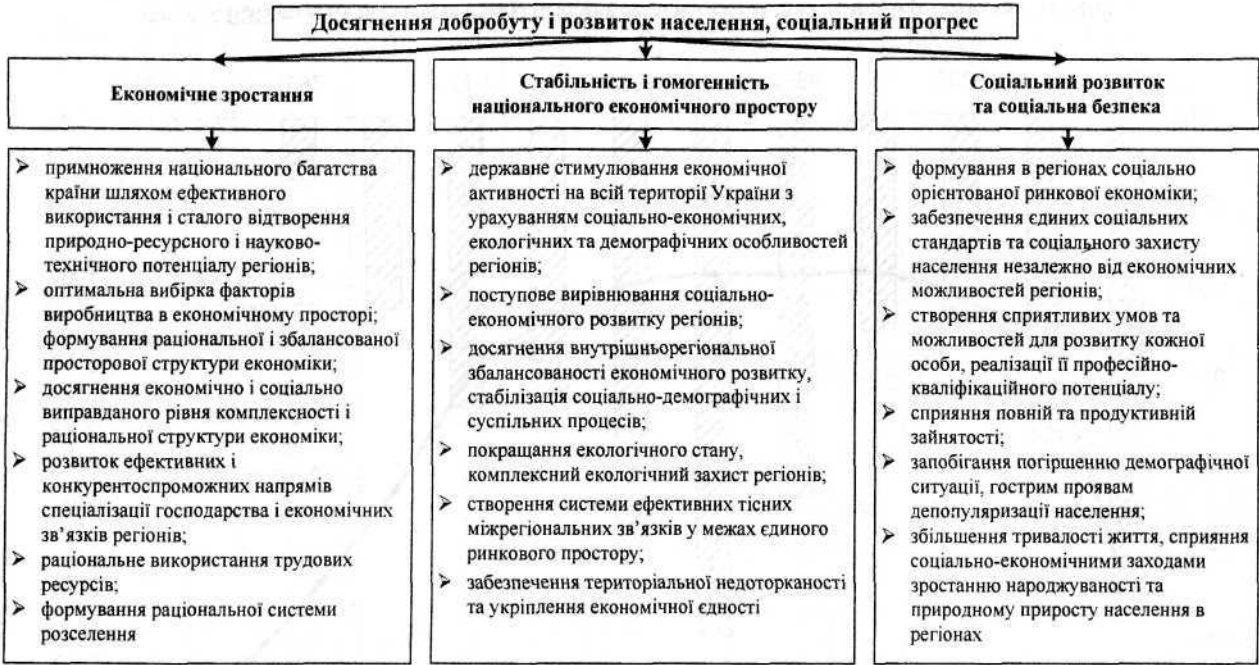 Досягнення добробуту і розвиток населення, соціальний прогрес
Економічне зростання
➢ примноження національного багатства
країни шляхом ефективного
використання і сталого відтворення
природно-ресурсного і науково-
технічного потенціалу регіонів;
➢ оптимальна вибірка факторів
виробництва в економічному просторі;
формування раціональної і збалансованої
просторової структури економіки;
➢ досягнення економічно і соціально
виправданого рівня комплексності і
раціональної структури економіки;
➢ розвиток ефективних і
конкурентоспроможних напрямів
спеціалізації господарства і економічних
зв’язків регіонів;
➢ раціональне використання трудових
ресурсів;
➢ формування раціональної системи
розселення
Стабільність і гомогенність
національного економічного простору
➢ державне стимулювання економічної
активності на всій території України з
урахуванням соціально-економічних,
екологічних та демографічних особливостей
регіонів;
➢ поступове вирівнювання соціально-
економічного розвитку регіонів;
➢ досягнення внутрішньорегіональної
збалансованості економічного розвитку,
стабілізація соціально-демографічних і
суспільних процесів;
➢ покращання екологічного стану,
комплексний екологічний захист регіонів;
➢ створення системи ефективних тісних
міжрегіональних зв’язків у межах єдиного
ринкового простору;
➢ забезпечення територіальної недоторканості
та укріплення економічної єдності
Соціальний розвиток
та соціальна безпека
➢ формування в регіонах соціально
орієнтованої ринкової економіки;
➢ забезпечення єдиних соціальних
стандартів та соціального захисту
населення незалежно від економічних
можливостей регіонів;
➢ створення сприятливих умов та
можливостей для розвитку кожної
особи, реалізації її професійно-
кваліфікаційного потенціалу;
➢ сприяння повній та продуктивній
зайнятості;
➢ запобігання погіршенню демографічної
ситуації, гострим проявам
депопуляризації населення;
➢ збільшення тривалості життя, сприяння
соціально-економічними заходами
зростанню народжуваності та
природному приросту населення в
регіонах